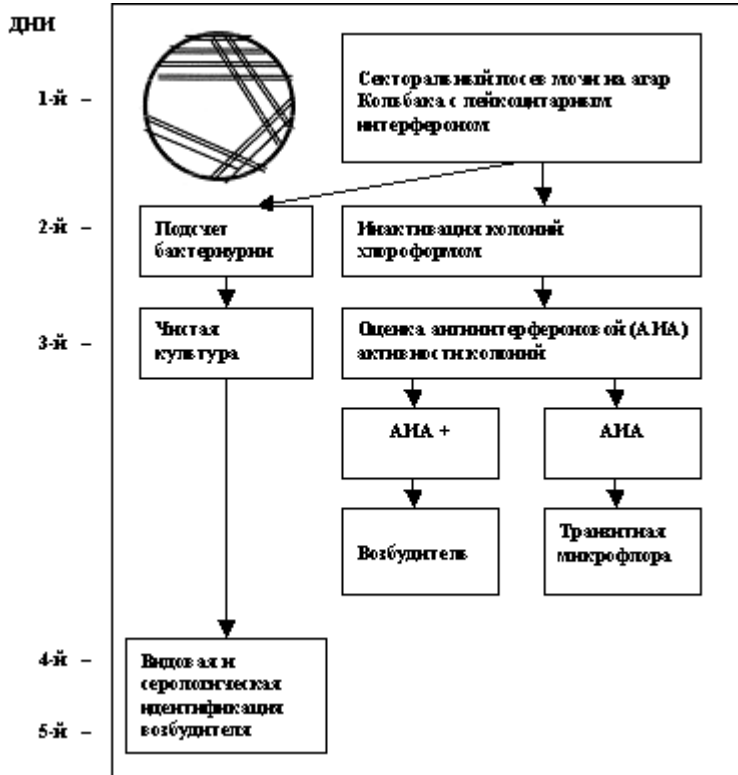 дни
1-й –
Секторальный посев мочи на агар
Кольбака с лейкоцитарным
интерфероном
2-й –
Подсчет
бактериурии
Инактивация колоний
хлороформом
3-й –
Чистая
культура
Оценка антиинтерфероновой (АИА)
активности колоний
АИА +
АИА
Возбудитель
Транзитная
микрофлора
4-й –
5-й –
Видовая и
серологическая
идентификация
возбудителя